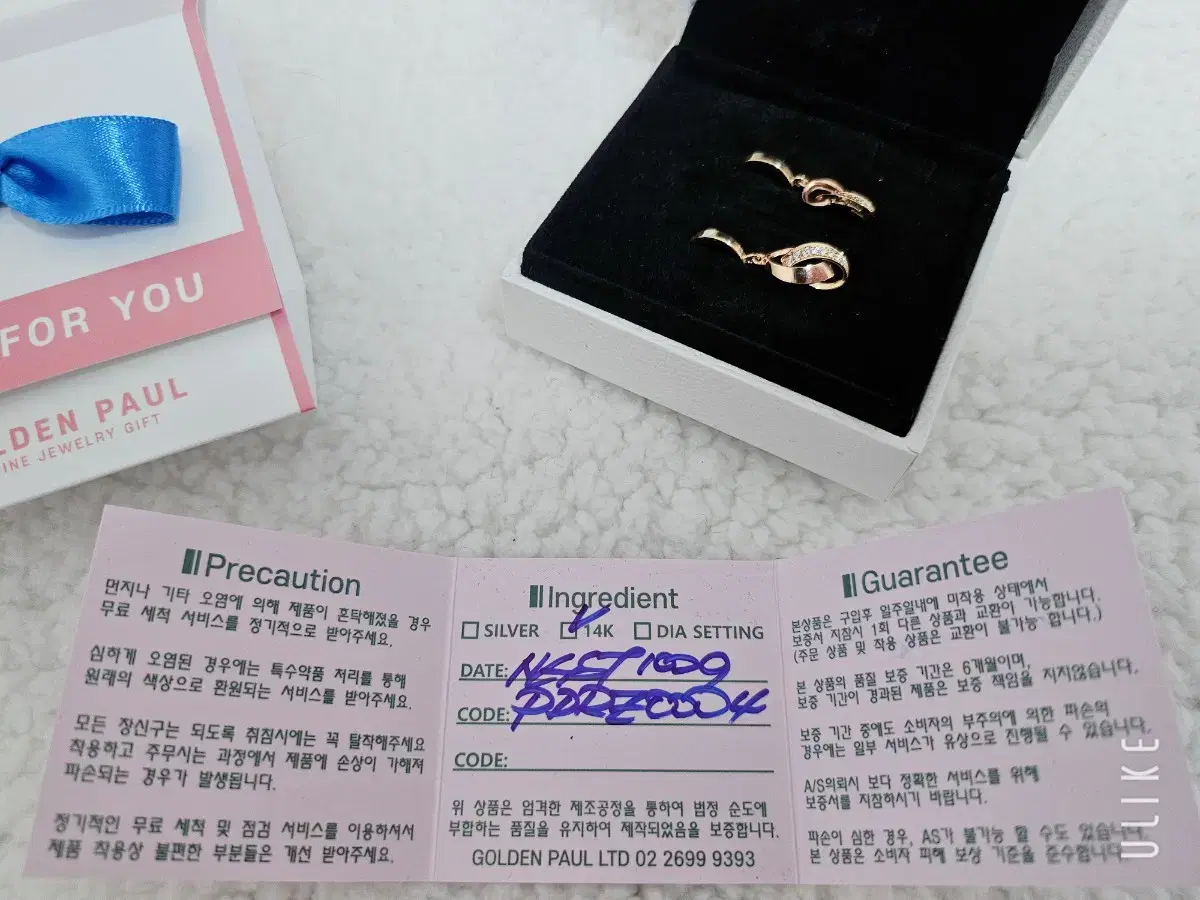 FOR YOU
LDEN PAUL
INE JEWELRY GIFT
Precaution
먼지나 기타 오염에 의해 제품이 혼탁해졌을 경우
무료 세척 서비스를 정기적으로 받아주세요.
심하게 오염된 경우에는 특수약품 처리를 통해
원래의 색상으로 환원되는 서비스를 받아주세요.
모든 장신구는 되도록 취침시에는 꼭 탈착해주세요
착용하고 주무시는 과정에서 제품에 손상이 가해져
파손되는 경우가 발생됩니다.
정기적인 무료 세척 및 점검 서비스를 이용하셔서
제품 착용상 불편한 부분들은 개선 받아주세요.
Ingredient
SILVER 14K DIA SETTING
DATE:
CODE:
CODE:
위 상품은 엄격한 제조공정을 통하여 법정 순도에
부합하는 품질을 유지하여 제작되었음을 보증합니다.
GOLDEN PAUL LTD 02 2699 9393
Guarantee
본상품은 구입후 일주일내에 미착용 상태에서
보증서 지참시 1회 다른 상품과 교환이 가능합니다.
(주문 상품 및 착용 상품은 교환이 불가능 합니다.)
본 상품의 품질 보증 기간은 6개월이며,
보증 기간이 경과된 제품은 보증 책임을 지지않습니다.
보증 기간 중에도 소비자의 부주의에 의한 파손의
경우에는 일부 서비스가 유상으로 진행될 수 있습니다.
A/S의뢰시 보다 정확한 서비스를 위해
보증서를 지참하시기 바랍니다.
파손이 심한 경우, AS가 불가능 할 수도 있습니다.
본 상품은 소비자 피해 보상 기준을 준수합니다.
ULIKE